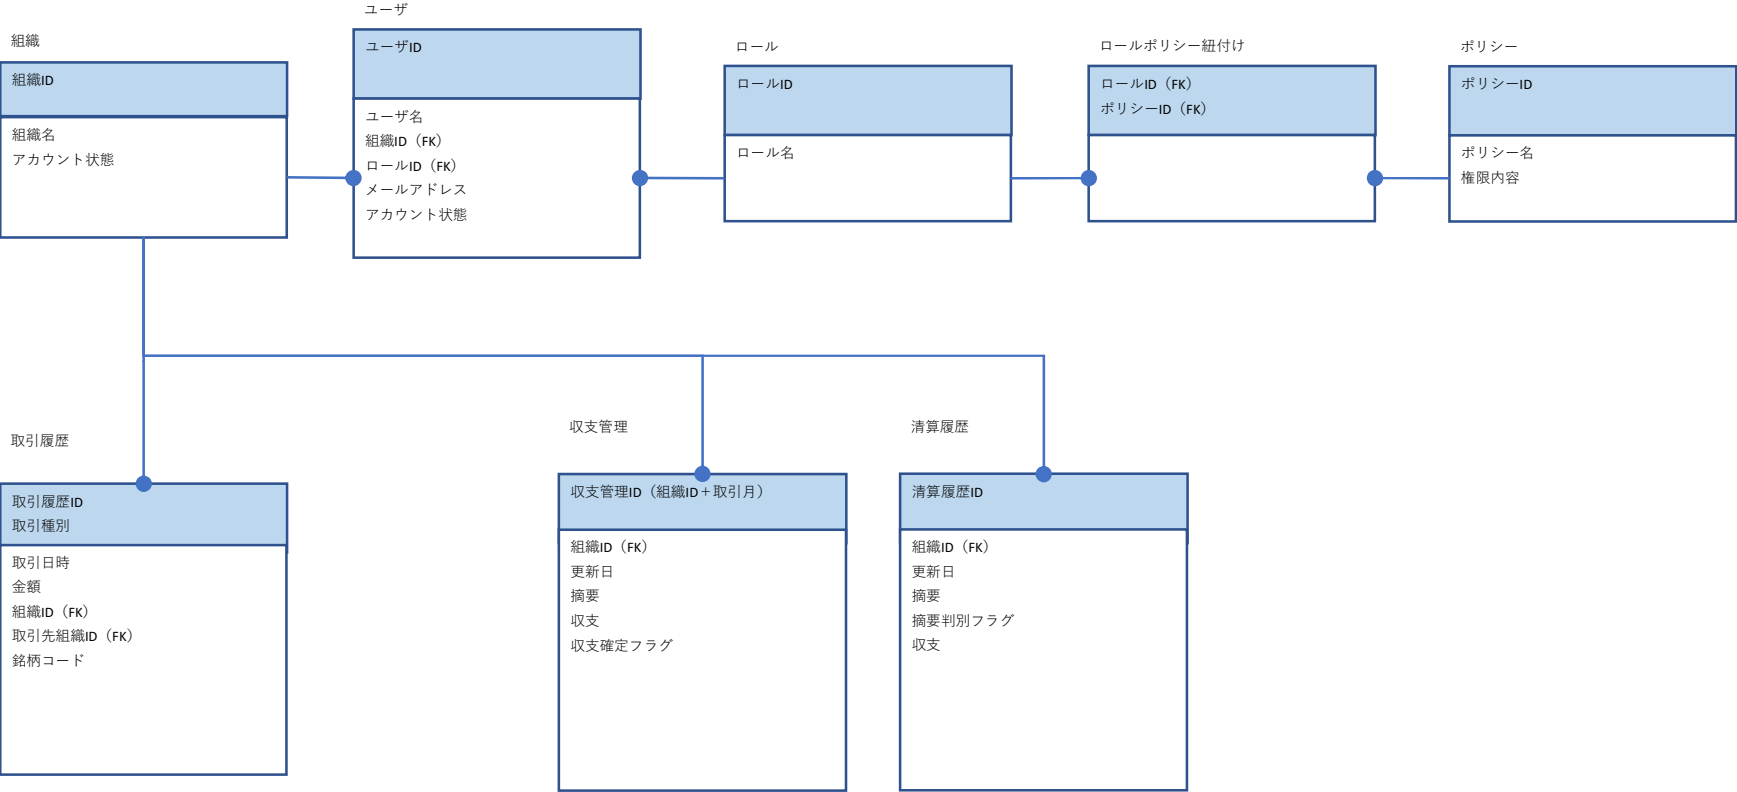 組織
組織ID
組織名
アカウント状態
ユーザ
ユーザID
ユーザ名
組織ID（FK）
ロールID（FK）
メールアドレス
アカウント状態
ロール
ロールID
ロール名
ロールポリシー紐付け
ロールID（FK）
ポリシーID（FK）
ポリシー
ポリシーID
ポリシー名
権限内容
取引履歴
取引履歴ID
取引種別
取引日時
金額
組織ID（FK）
取引先組織ID（FK）
銘柄コード
収支管理
収支管理ID（組織ID＋取引月）
組織ID（FK）
更新日
摘要
収支
収支確定フラグ
清算履歴
清算履歴ID
組織ID（FK）
更新日
摘要
摘要判別フラグ
収支